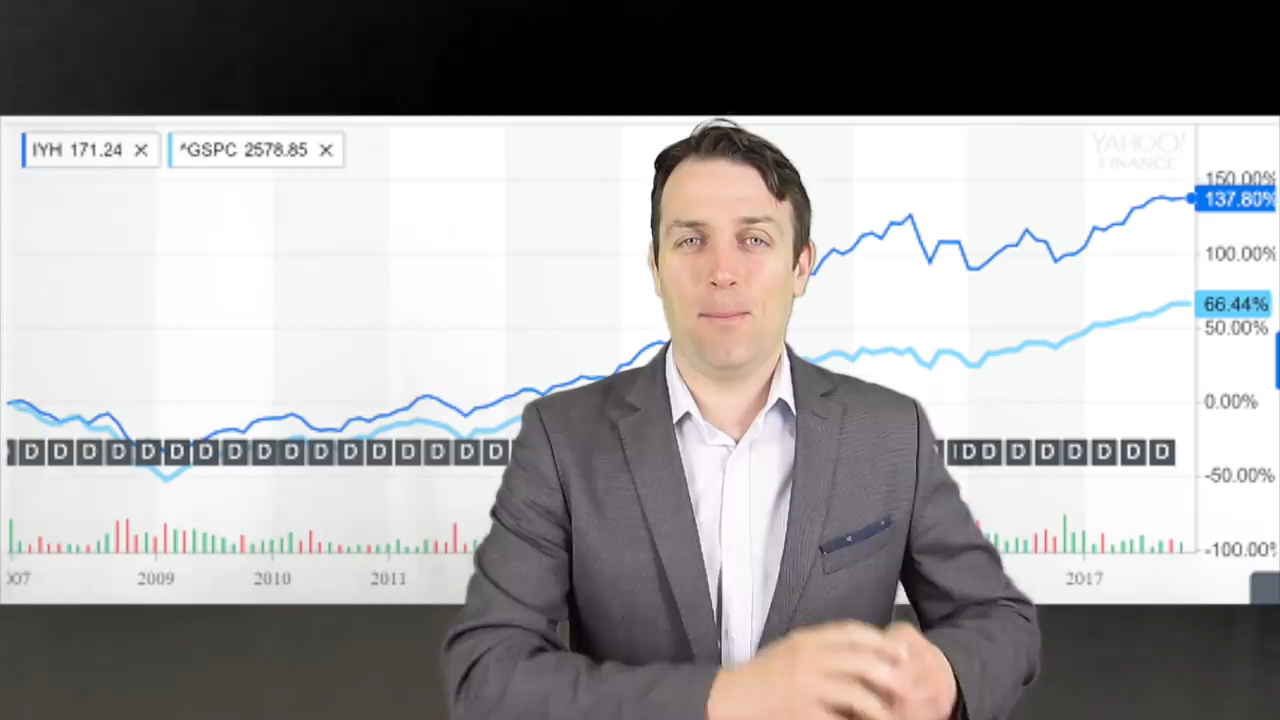 IYH 171.24 ✕ ^GSPC 2578.85 ✕
YAHOO!
FINANCE
150.00%
137.80%
100.00%
66.44%
50.00%
0.00%
D D D D D D D D D D D D D D D D D I D D D D D D D D
-50.00%
-100.00%
007 2009 2010 2011 2017